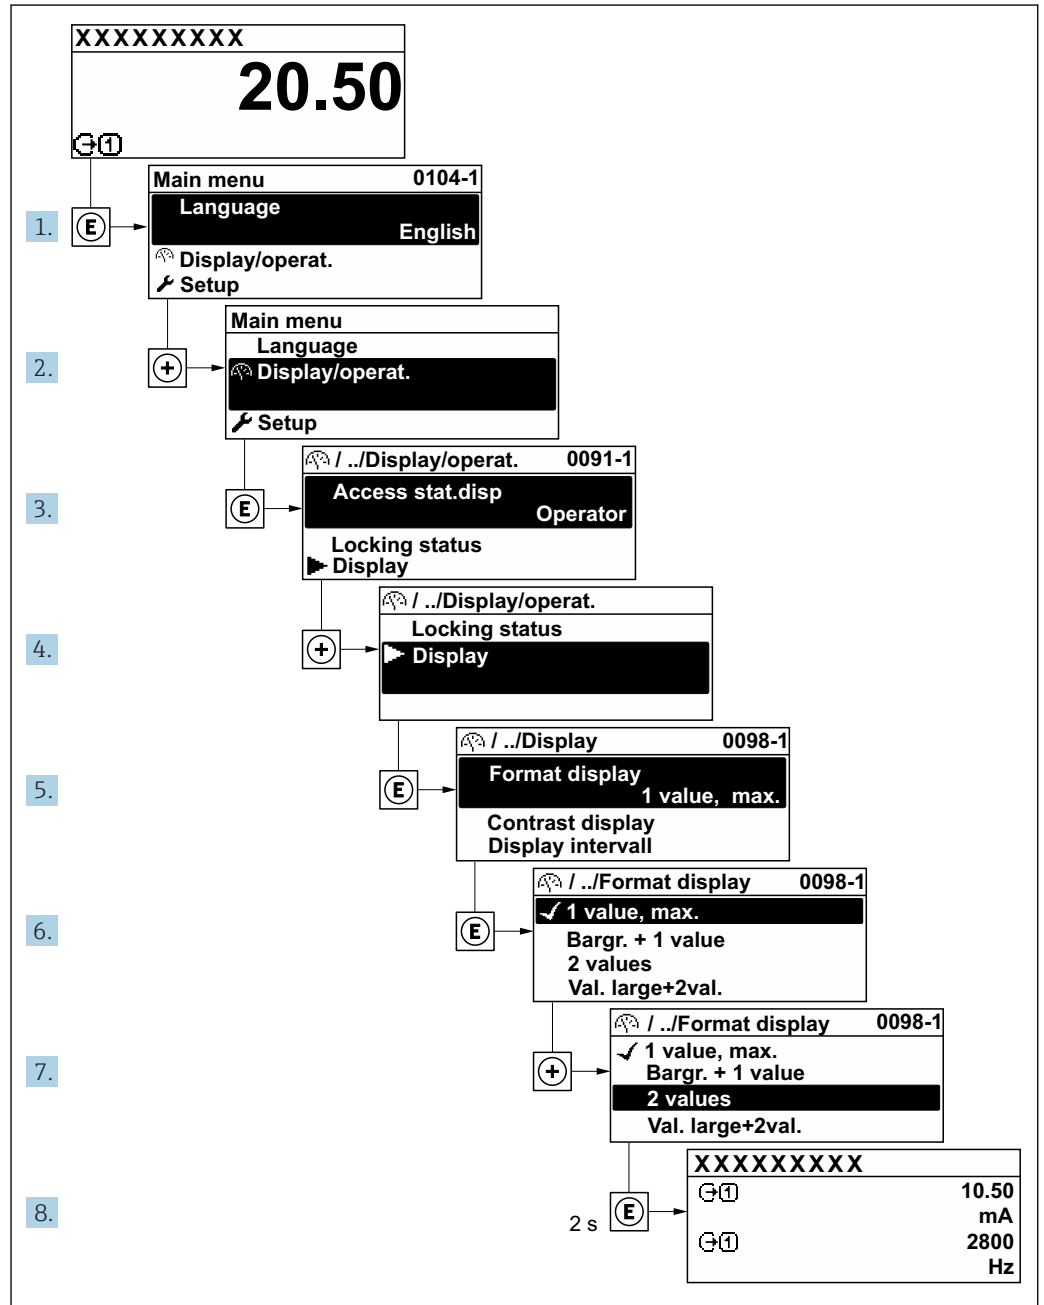 XXXXXXXXX
20.50
1
1.
E
Main menu 0104-1
Language
English
Display/operat.
Setup
2.
+
Main menu
Language
Display/operat.
Setup
3.
E
/ ../Display/operat. 0091-1
Access stat.disp
Operator
Locking status
Display
4.
+
/ ../Display/operat.
Locking status
Display
5.
E
/ ../Display 0098-1
Format display
1 value, max.
Contrast display
Display intervall
6.
E
/ ../Format display 0098-1
1 value, max.
Bargr. + 1 value
2 values
Val. large+2val.
7.
+
/ ../Format display 0098-1
1 value, max.
Bargr. + 1 value
2 values
Val. large+2val.
8.
2 s
E
XXXXXXXXX
1 10.50
mA
1 2800
Hz